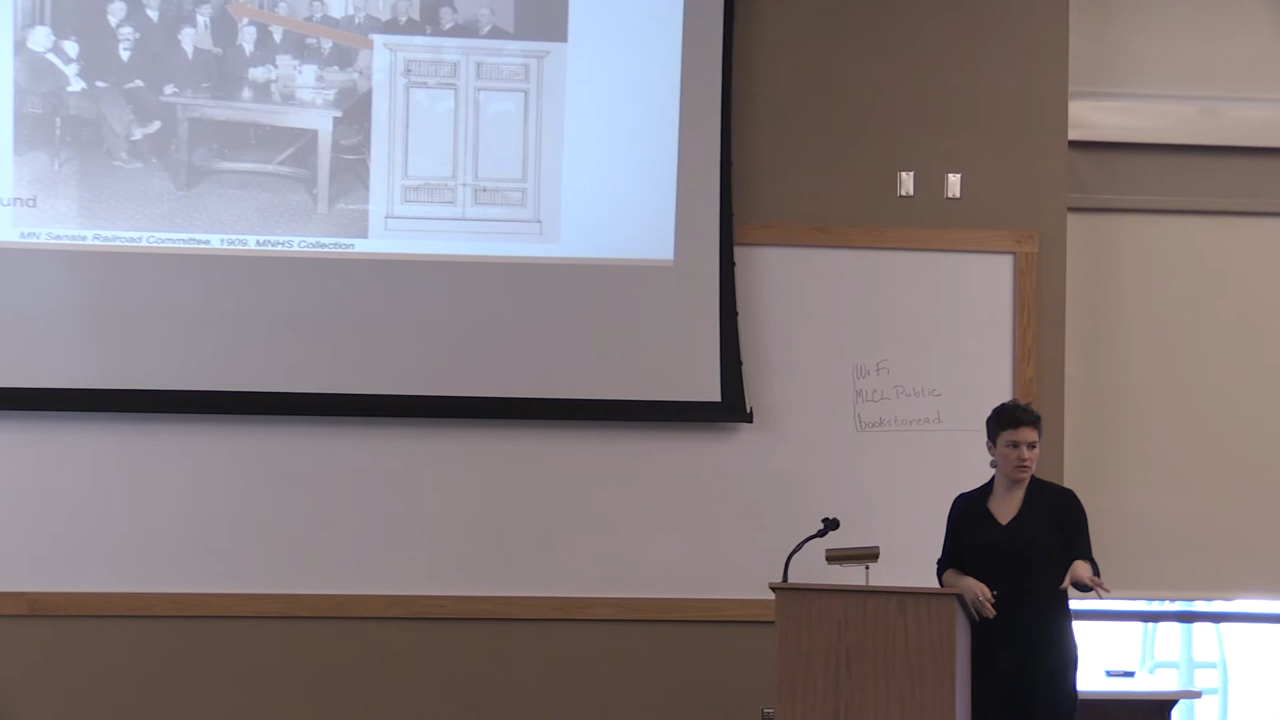 und
MN Senate Railroad Committee, 1909. MNHS Collection
WiFi
MLCL Public
bookstoread